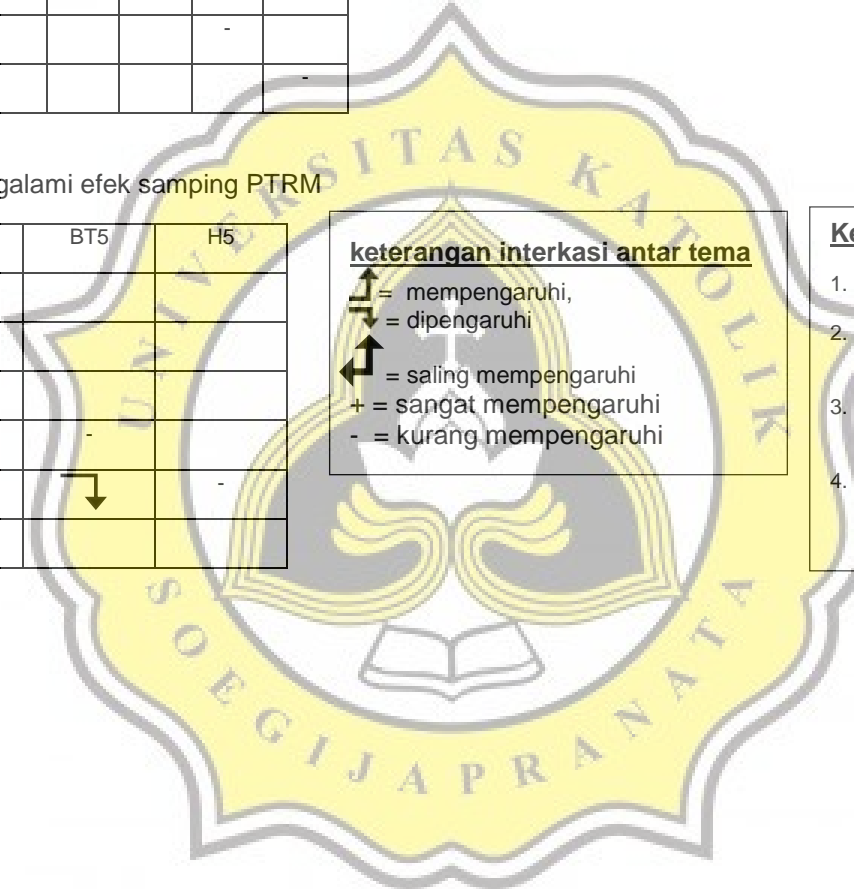 -
-
galami efek samping PTRM
BT5 H5
-
-
keterangan interkasi antar tema
= mempengaruhi,
= dipengaruhi
= saling mempengaruhi
+ = sangat mempengaruhi
- = kurang mempengaruhi
Ke
1.
2.
3.
4.
UNIVERSITAS KATOLIK
SOEGIJAPRANATA